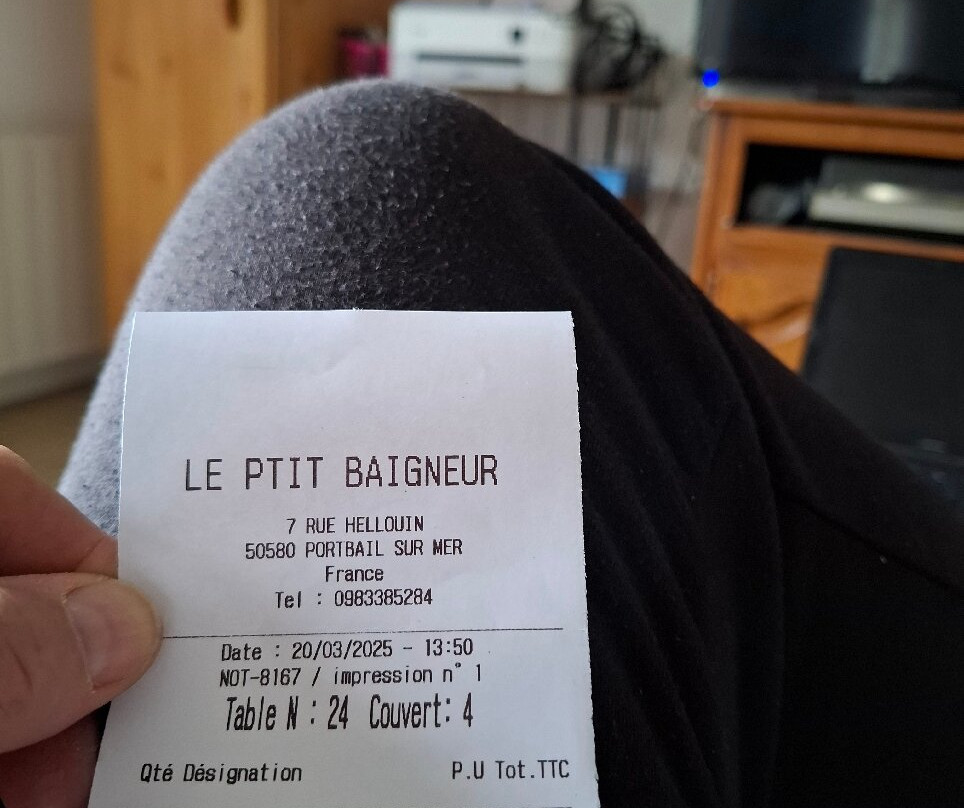 LE PTIT BAIGNEUR
7 RUE HELLOUIN
50580 PORTBAIL SUR MER
France
Tel : 0983385284
Date : 20/03/2025 - 13:50
NOT-8167 / impression n° 1
Table N : 24 Couvert: 4
Qté Désignation P.U Tot.TTC